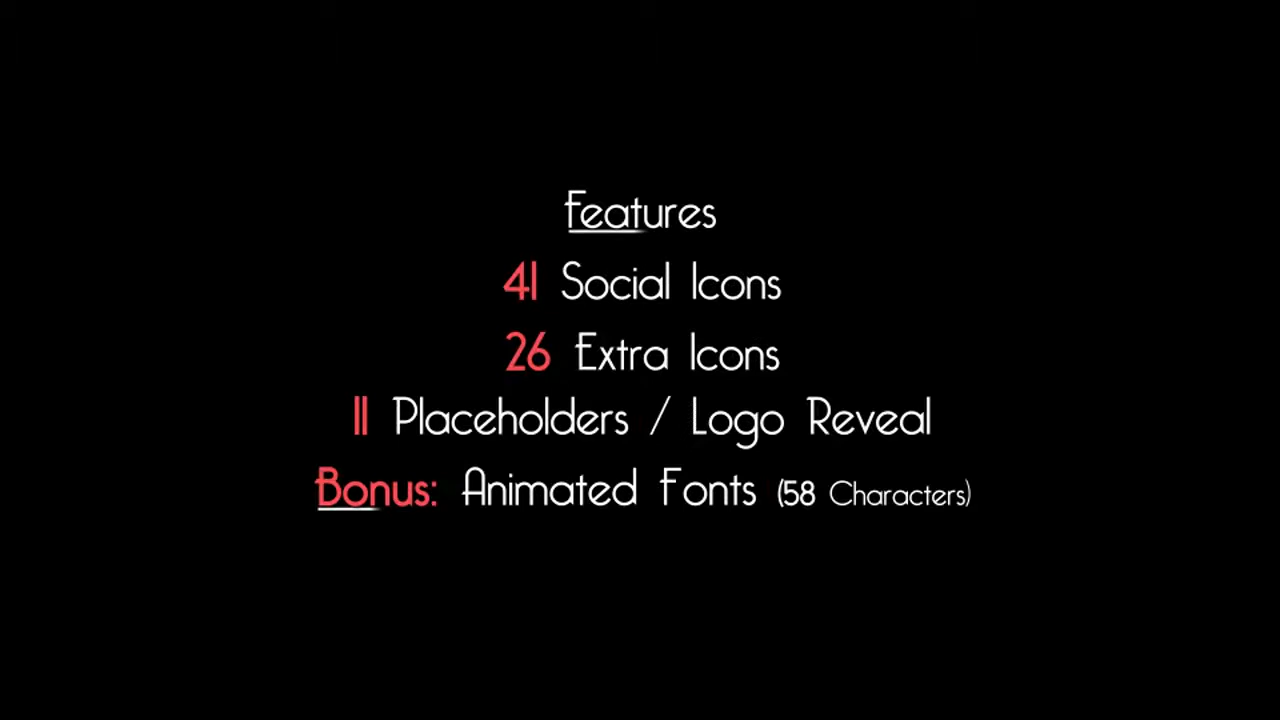 Features
41 Social Icons
26 Extra Icons
11 Placeholders / Logo Reveal
Bonus: Animated Fonts (58 Characters)